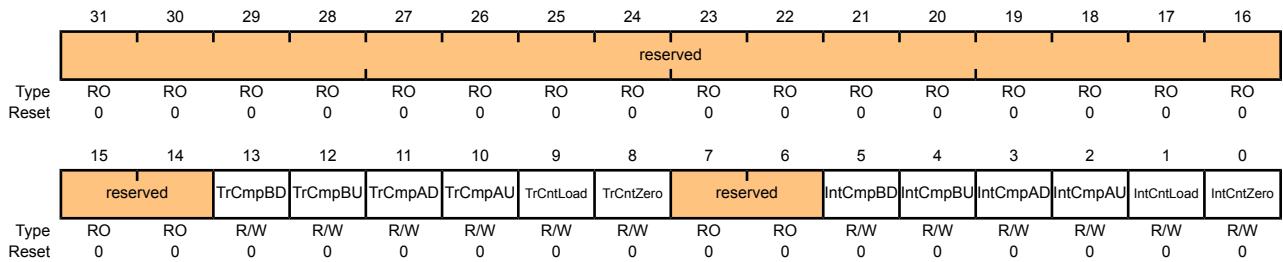 31 30 29 28 27 26 25 24 23 22 21 20 19 18 17 16
reserved
Type RO RO RO RO RO RO RO RO RO RO RO RO RO RO RO RO
Reset 0 0 0 0 0 0 0 0 0 0 0 0 0 0 0 0
15 14 13 12 11 10 9 8 7 6 5 4 3 2 1 0
reserved TrCmpBD TrCmpBU TrCmpAD TrCmpAU TrCntLoad TrCntZero reserved IntCmpBD IntCmpBU IntCmpAD IntCmpAU IntCntLoad IntCntZero
Type RO RO R/W R/W R/W R/W R/W R/W RO RO R/W R/W R/W R/W R/W R/W
Reset 0 0 0 0 0 0 0 0 0 0 0 0 0 0 0 0